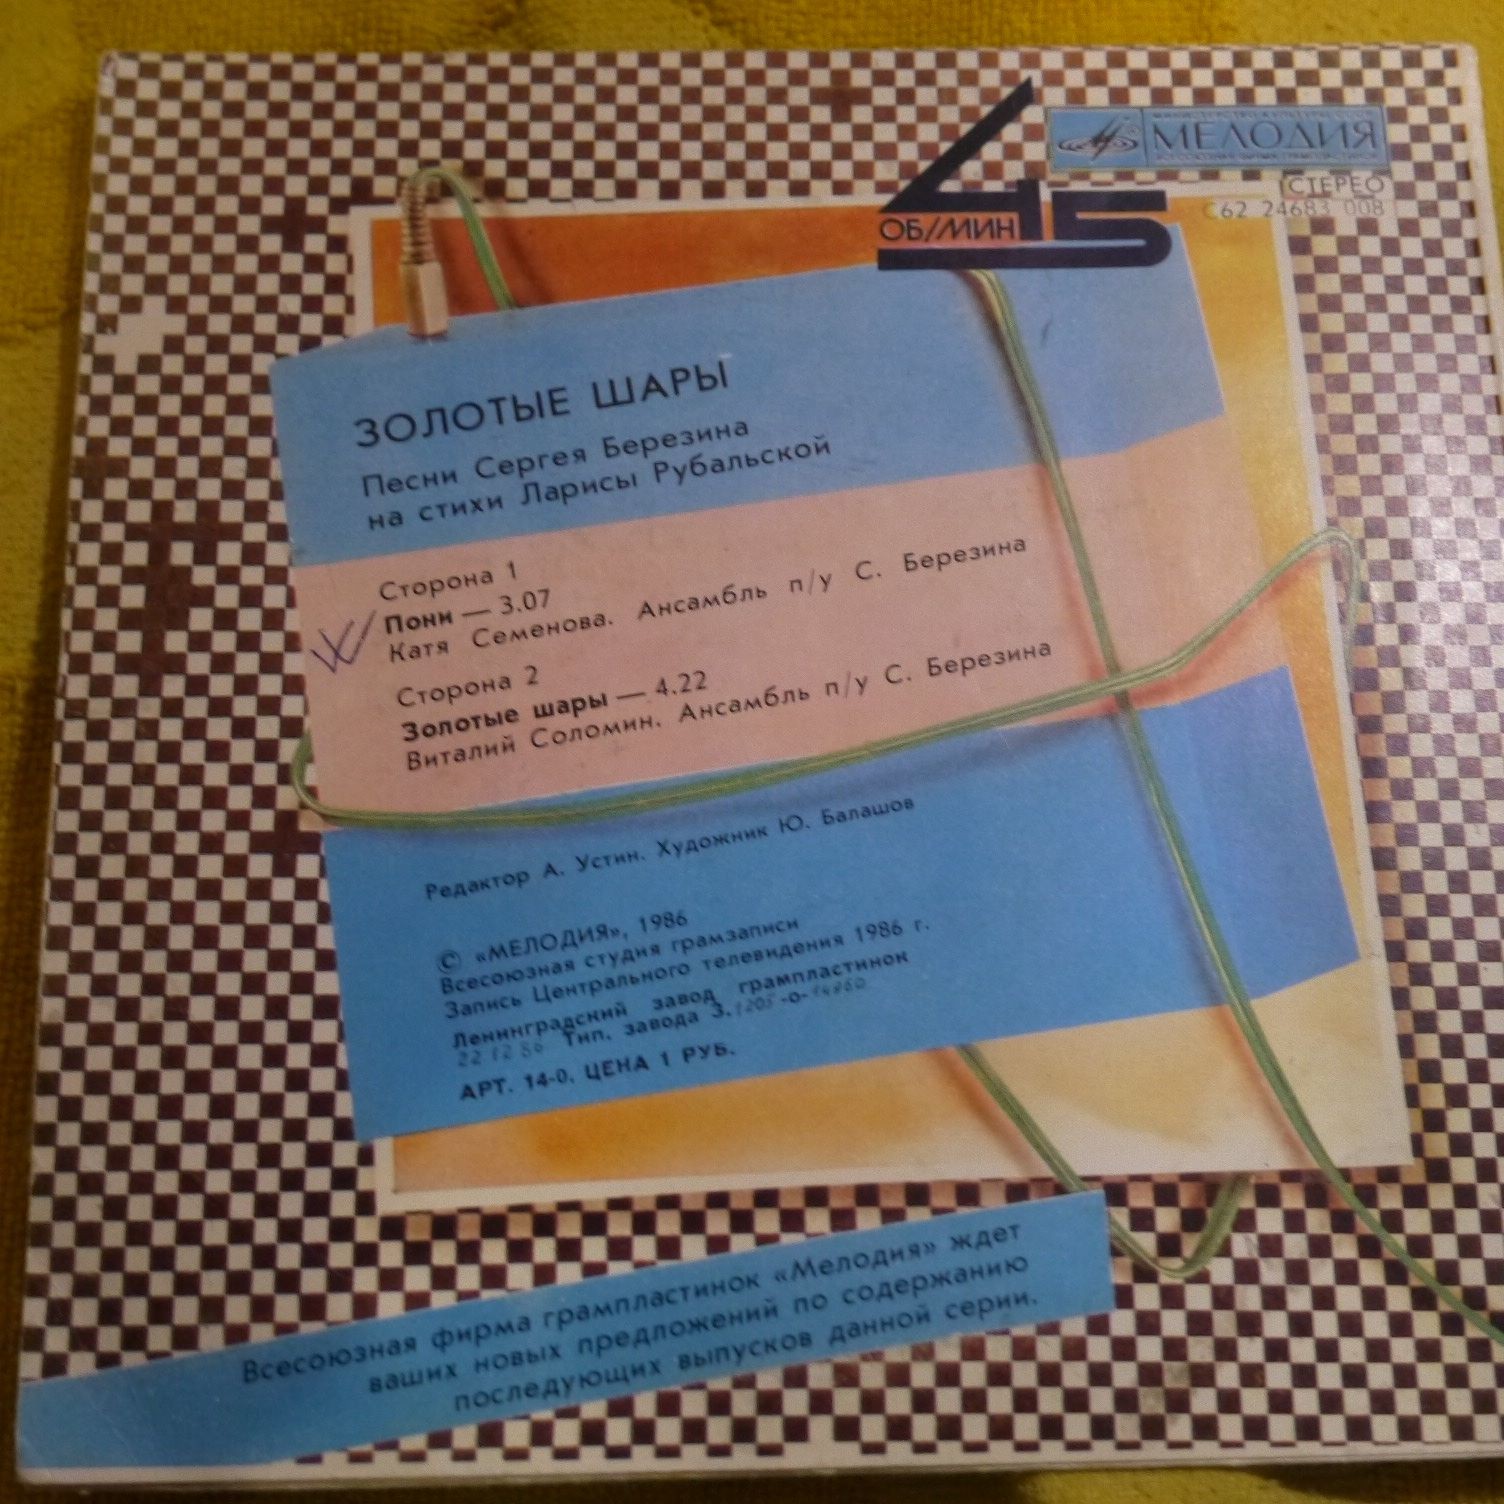 МЕЛОДИЯ
СТЕРЕО
С62 24683 008
45
ОБ/МИН
ЗОЛОТЫЕ ШАРЫ
Песни Сергея Березина
на стихи Ларисы Рубальской
Сторона 1
Пони — 3.07
Катя Семенова. Ансамбль п/у С. Березина
Сторона 2
Золотые шары — 4.22
Виталий Соломин. Ансамбль п/у С. Березина
Редактор А. Устин. Художник Ю. Балашов
© «МЕЛОДИЯ», 1986
Всесоюзная студия грамзаписи
Запись Центрального телевидения 1986 г.
Ленинградский завод грампластинок
Тип. завода З.
АРТ. 14-0. ЦЕНА 1 РУБ.
Всесоюзная фирма грампластинок «Мелодия» ждет
ваших новых предложений по содержанию
последующих выпусков данной серии.